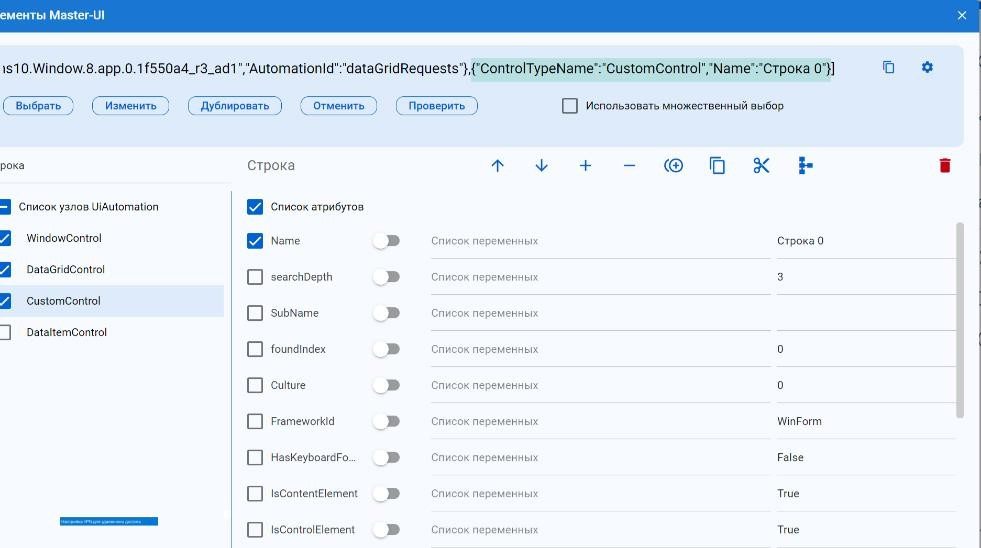 ементы Master-UI
ıs10.Window.8.app.0.1f550a4_r3_ad1","AutomationId":"dataGridRequests"},{"ControlTypeName":"CustomControl","Name":"Строка 0"}]
Выбрать Изменить Дублировать Отменить Проверить Использовать множественный выбор
рока
Строка
Список узлов UiAutomation
WindowControl
DataGridControl
CustomControl
DataItemControl
Список атрибутов
Name Список переменных Строка 0
searchDepth Список переменных 3
SubName Список переменных
foundIndex Список переменных 0
Culture Список переменных 0
FrameworkId Список переменных WinForm
HasKeyboardFo... Список переменных False
IsContentElement Список переменных True
IsControlElement Список переменных True